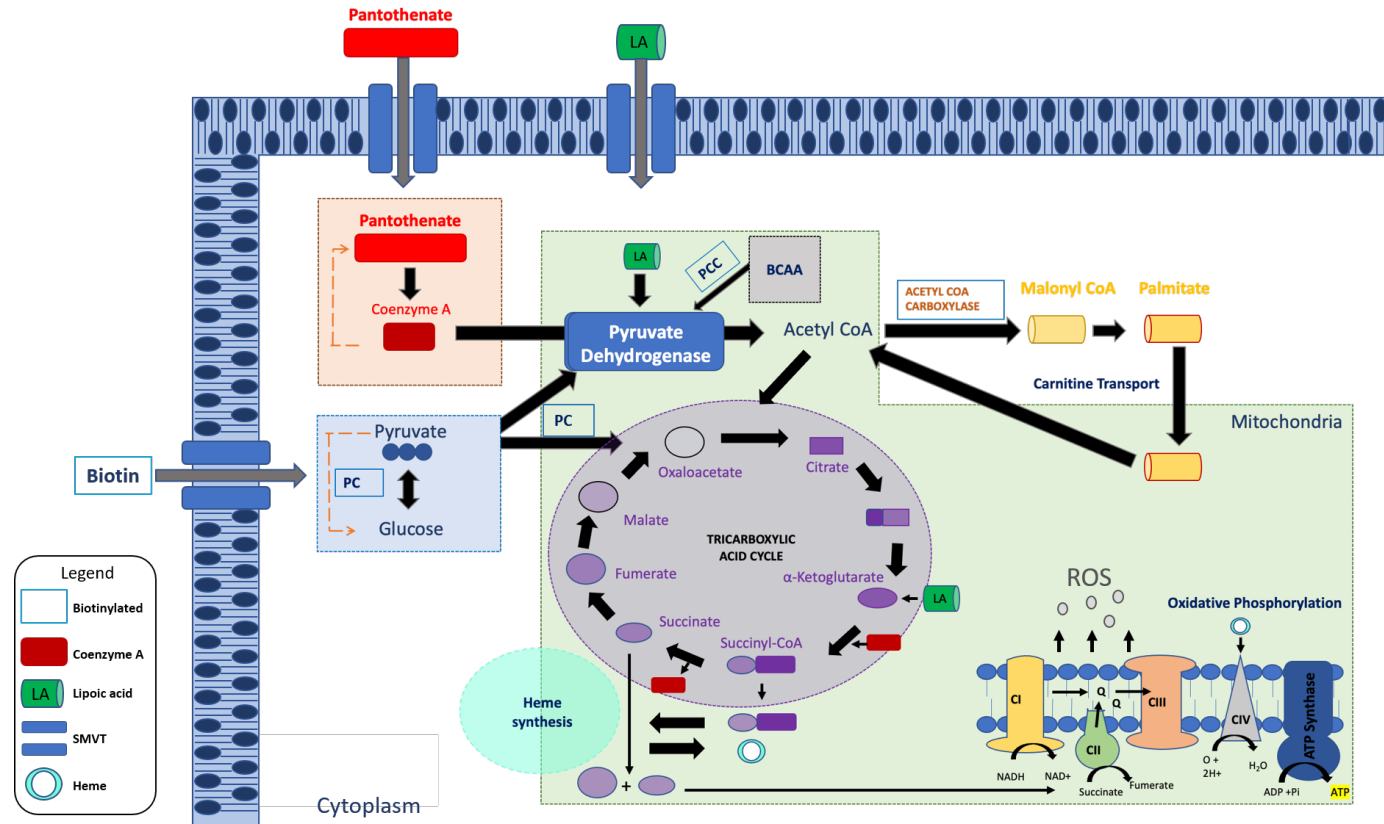 Pantothenate
LA
Pantothenate
Coenzyme A
LA
PCC
BCAA
Pyruvate
Dehydrogenase
Acetyl CoA
ACETYL COA
CARBOXYLASE
Malonyl CoA
Palmitate
Carnitine Transport
Mitochondria
Biotin
Pyruvate
PC
Glucose
PC
Oxaloacetate
Citrate
Malate
TRICARBOXYLIC
ACID CYCLE
Fumerate
α-Ketoglutarate
LA
Succinate
Succinyl-CoA
Heme
synthesis
+
ROS
Oxidative Phosphorylation
CI
Q
Q
CII
CIII
CIV
ATP Synthase
NADH
NAD+
Succinate
Fumerate
O +
2H+
H2O
ADP +Pi
ATP
Legend
Biotinylated
Coenzyme A
LA
Lipoic acid
SMVT
Heme
Cytoplasm